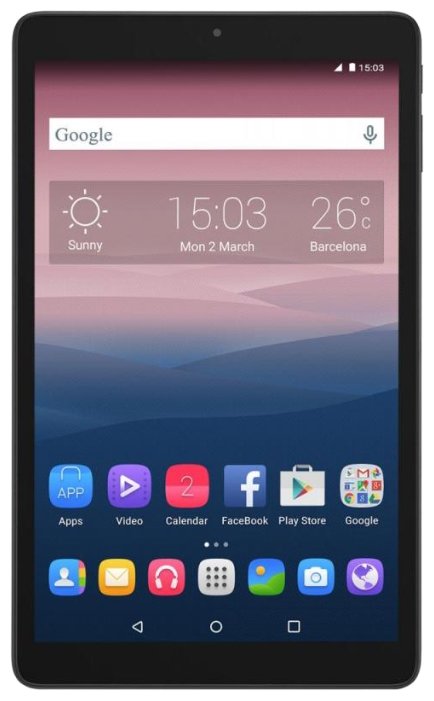 15:03
Google
15:03 26°c
Sunny Mon 2 March Barcelona
APP 2
Apps Video Calendar FaceBook Play Store Google